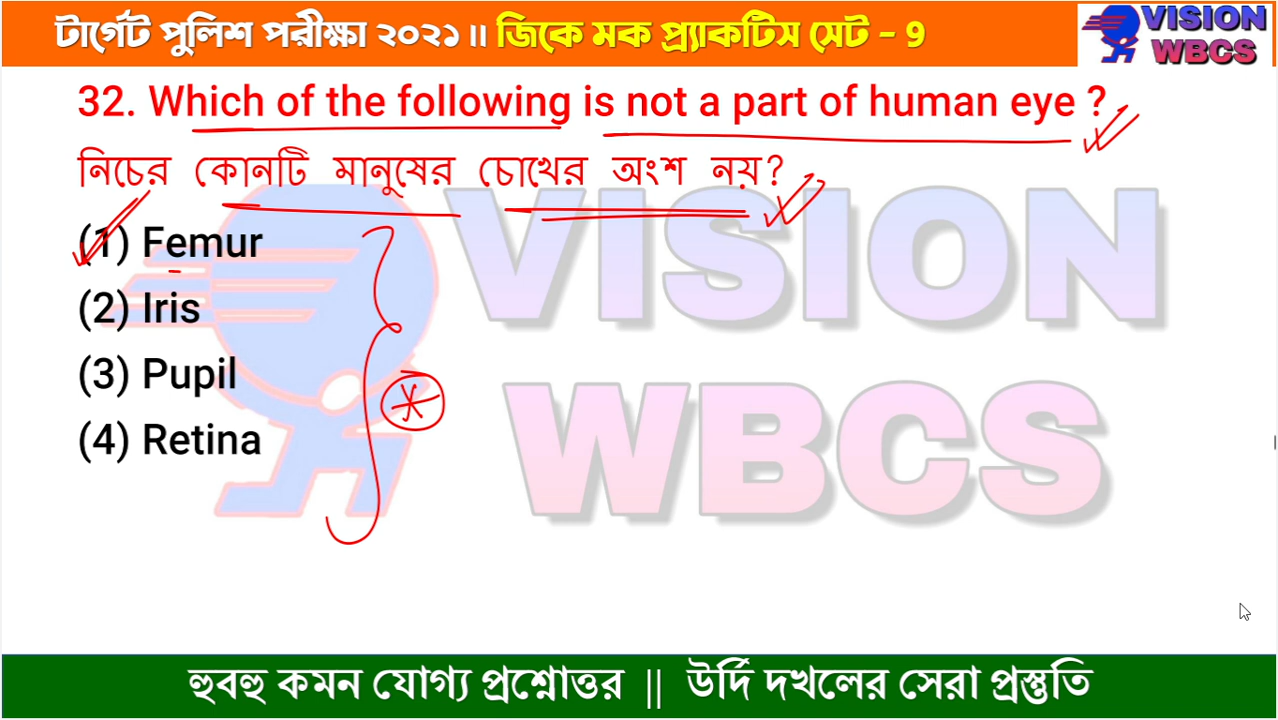 টার্গেট পুলিশ পরীক্ষা ২০২১ ।। জিকে মক প্র্যাকটিস সেট - 9
VISION
WBCS
32. Which of the following is not a part of human eye ?
নিচের কোনটি মানুষের চোখের অংশ নয়?
(1) Femur
(2) Iris
(3) Pupil
(4) Retina
VISION
WBCS
হুবহু কমন যোগ্য প্রশ্নোত্তর || উর্দি দখলের সেরা প্রস্তুতি